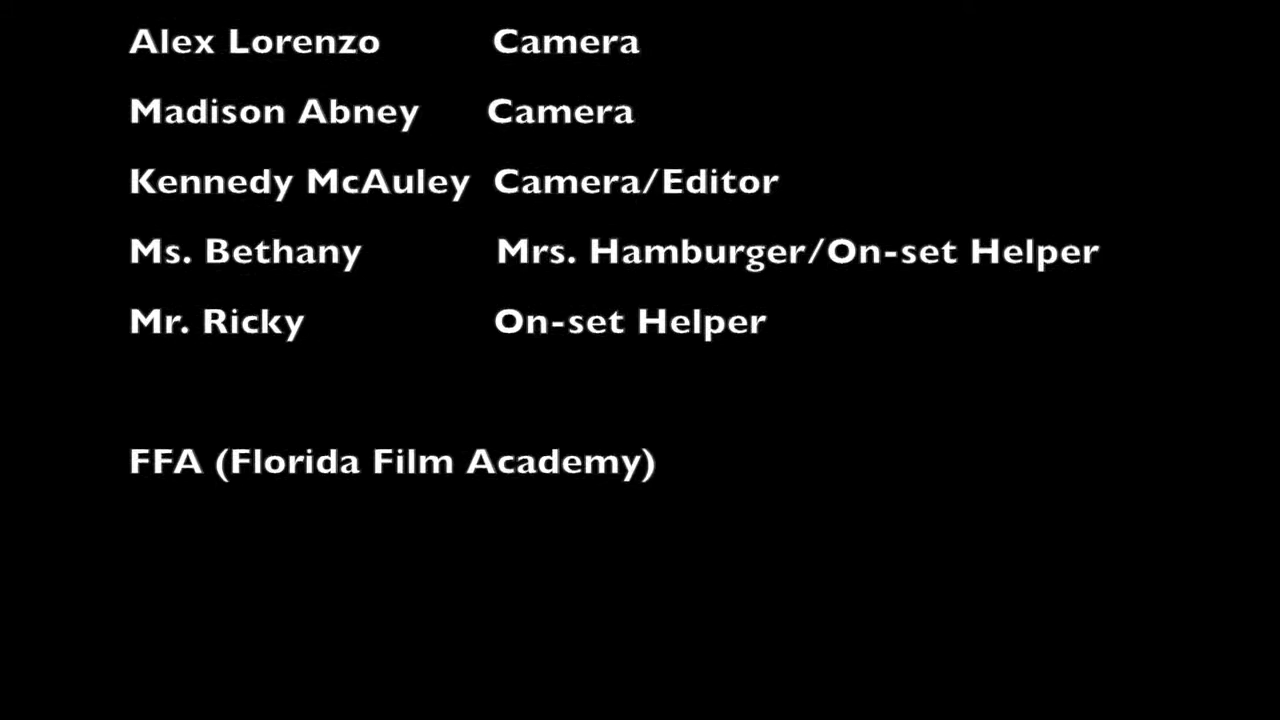 Alex Lorenzo Camera
Madison Abney Camera
Kennedy McAuley Camera/Editor
Ms. Bethany Mrs. Hamburger/On-set Helper
Mr. Ricky On-set Helper
FFA (Florida Film Academy)